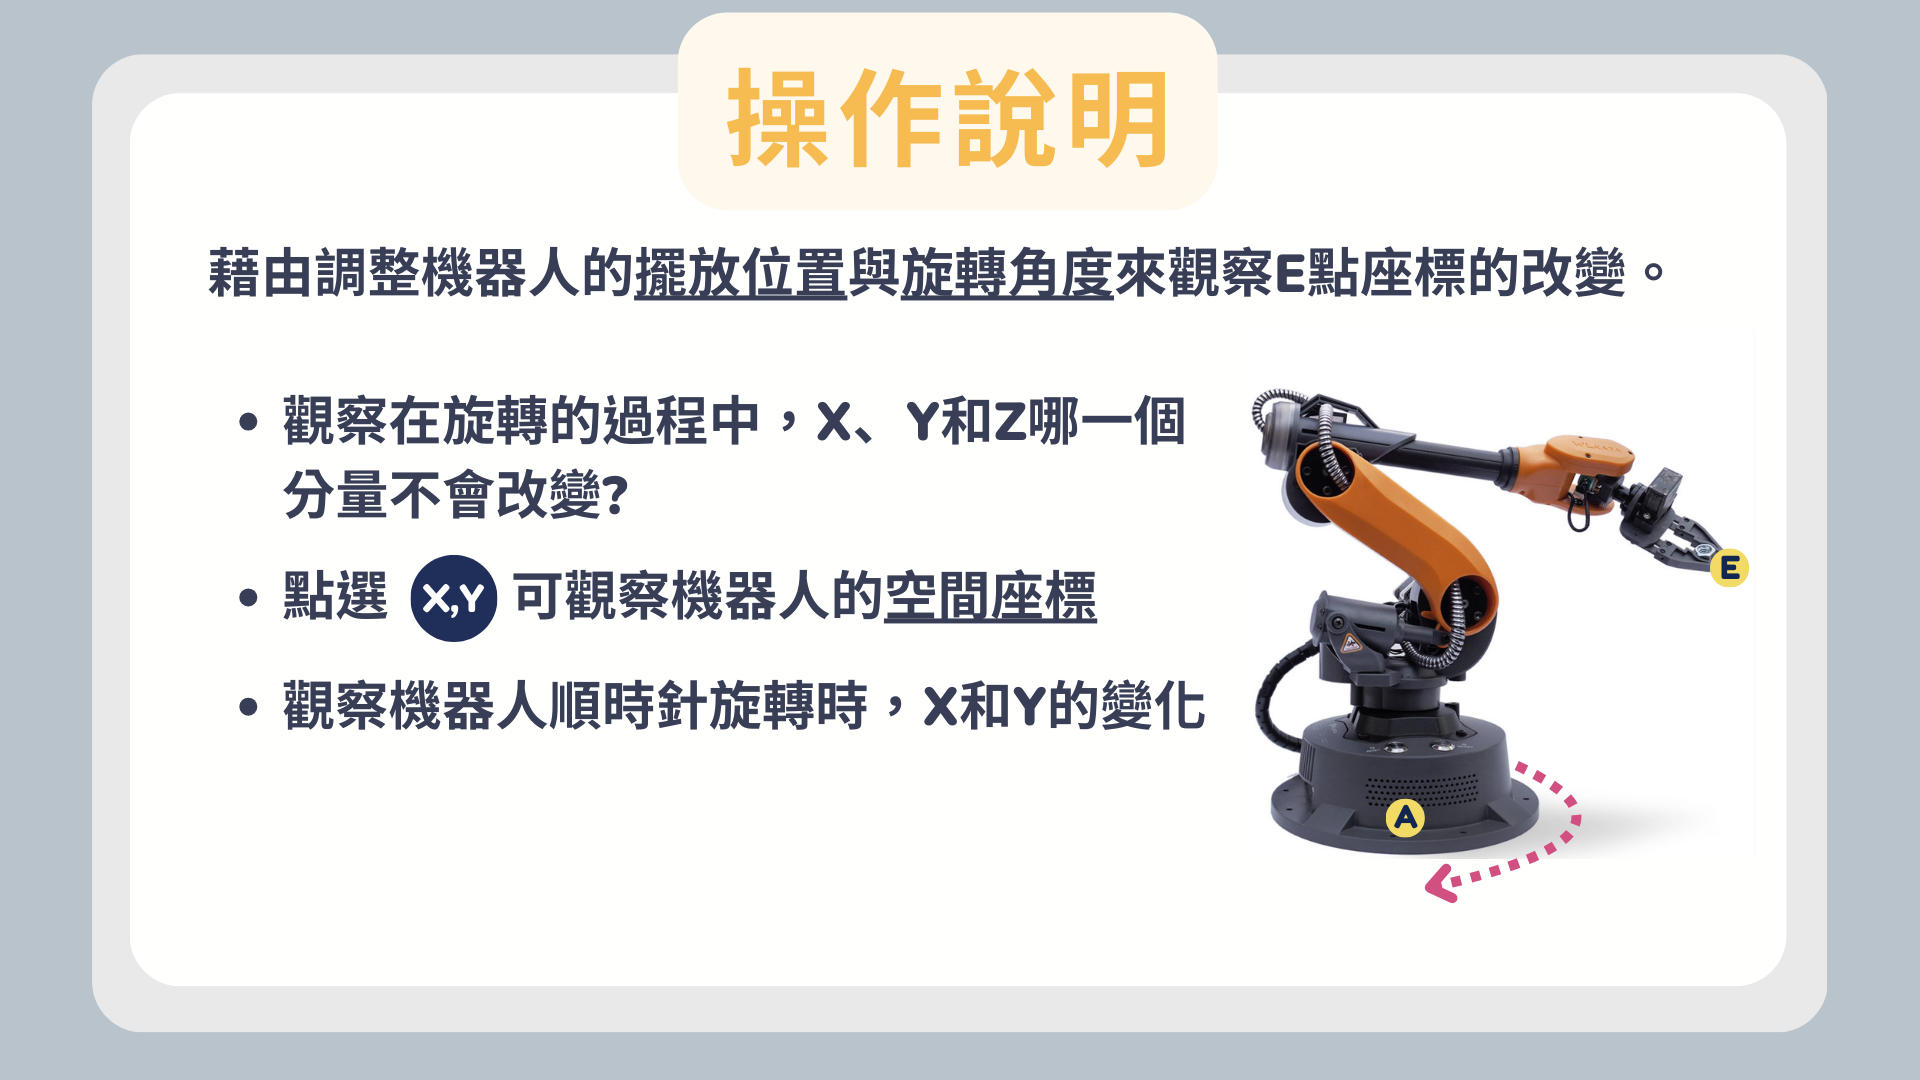 操作說明
藉由調整機器人的擺放位置與旋轉角度來觀察E點座標的改變。
• 觀察在旋轉的過程中，X、Y和Z哪一個
分量不會改變?
• 點選 X,Y 可觀察機器人的空間座標
• 觀察機器人順時針旋轉時，X和Y的變化
E
A